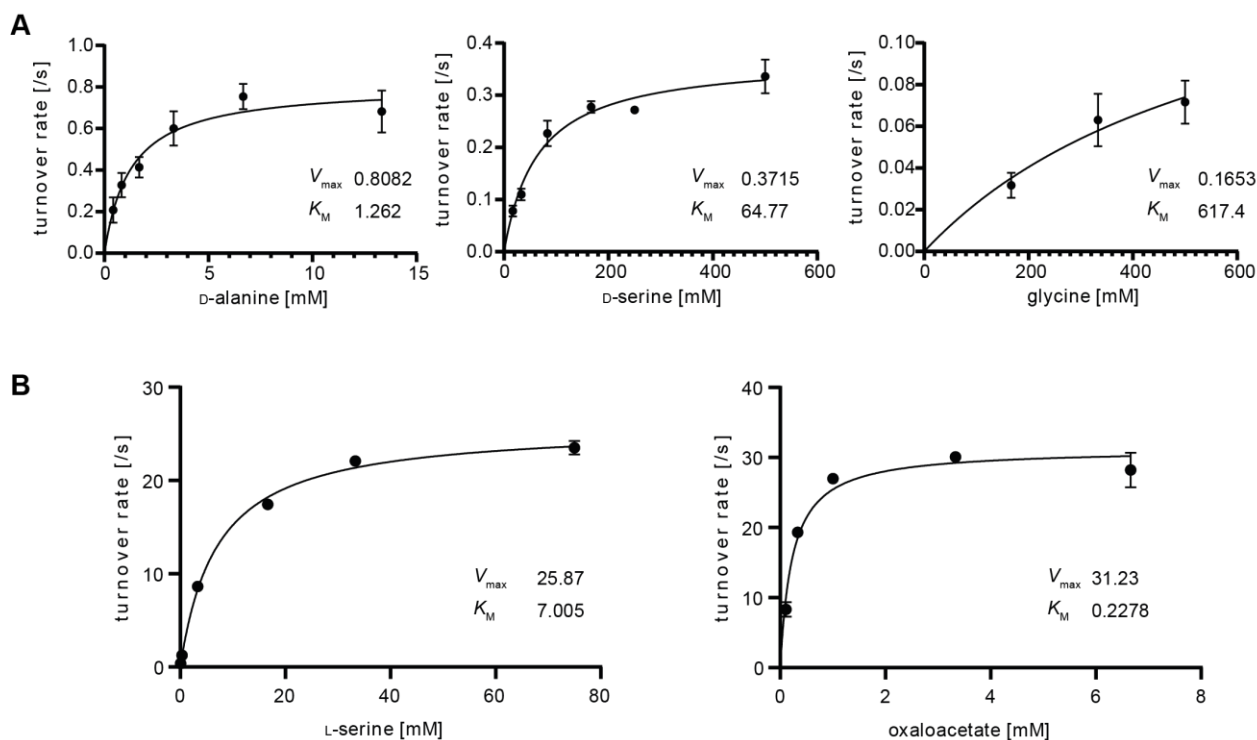 A
turnover rate [/s]
1.0
0.8
0.6
0.4
0.2
0.0
0
5
10
15
D-alanine [mM]
Vmax 0.8082
KM 1.262
turnover rate [/s]
0.4
0.3
0.2
0.1
0.0
0
200
400
600
D-serine [mM]
Vmax 0.3715
KM 64.77
turnover rate [/s]
0.10
0.08
0.06
0.04
0.02
0.00
0
200
400
600
glycine [mM]
Vmax 0.1653
KM 617.4
B
turnover rate [/s]
30
20
10
0
0
20
40
60
80
L-serine [mM]
Vmax 25.87
KM 7.005
turnover rate [/s]
40
30
20
10
0
0
2
4
6
8
oxaloacetate [mM]
Vmax 31.23
KM 0.2278